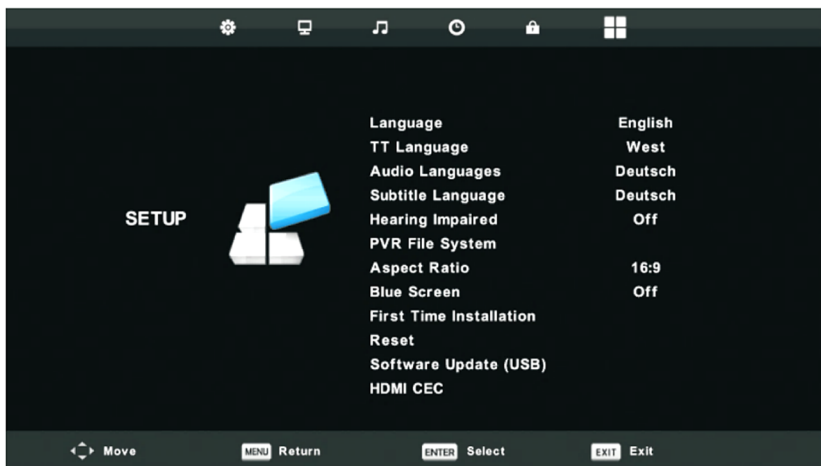 Language English
TT Language West
Audio Languages Deutsch
Subtitle Language Deutsch
SETUP
Hearing Impaired Off
PVR File System
Aspect Ratio 16:9
Blue Screen Off
First Time Installation
Reset
Software Update (USB)
HDMI CEC
Move MENU Return ENTER Select EXIT Exit